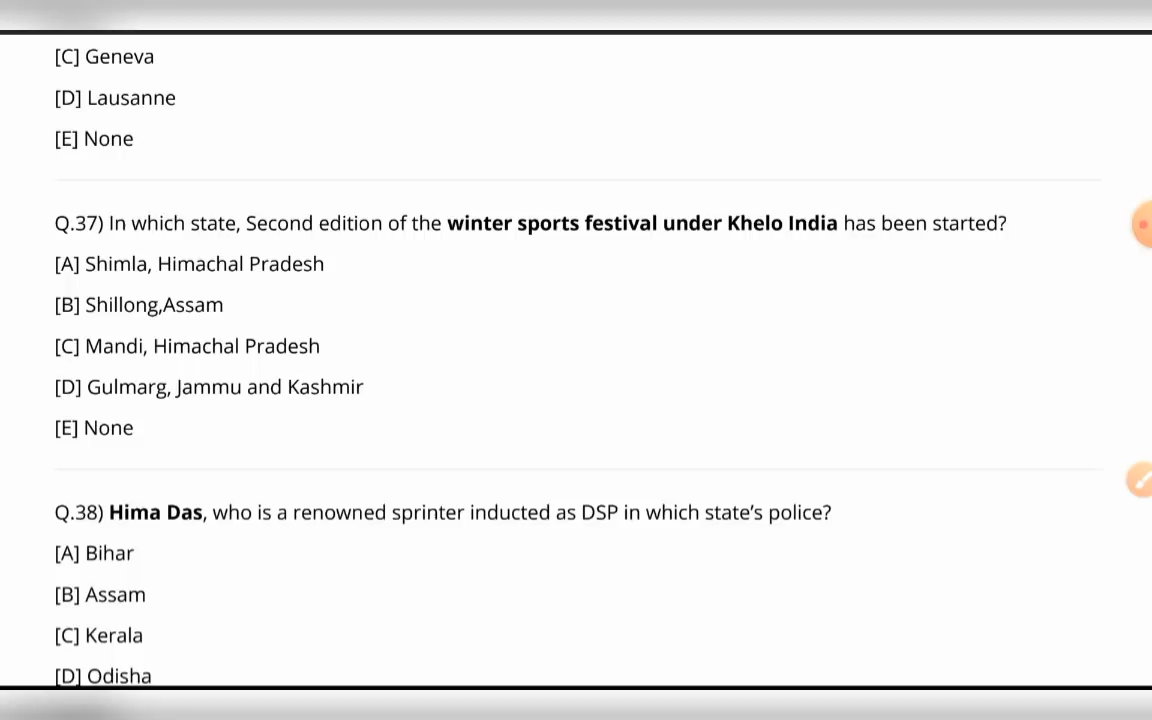 [C] Geneva
[D] Lausanne
[E] None
Q.37) In which state, Second edition of the winter sports festival under Khelo India has been started?
[A] Shimla, Himachal Pradesh
[B] Shillong,Assam
[C] Mandi, Himachal Pradesh
[D] Gulmarg, Jammu and Kashmir
[E] None
Q.38) Hima Das, who is a renowned sprinter inducted as DSP in which state’s police?
[A] Bihar
[B] Assam
[C] Kerala
[D] Odisha